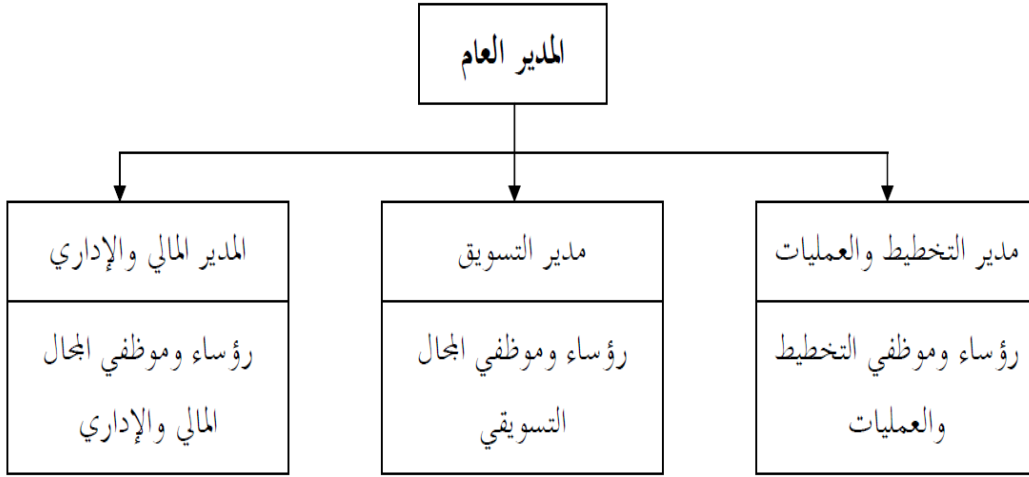 المدير العام
مدير التخطيط والعمليات
رؤساء وموظفي التخطيط
والعمليات
مدير التسويق
رؤساء وموظفي المجال
التسويقي
المدير المالي والإداري
رؤساء وموظفي المجال
المالي والإداري